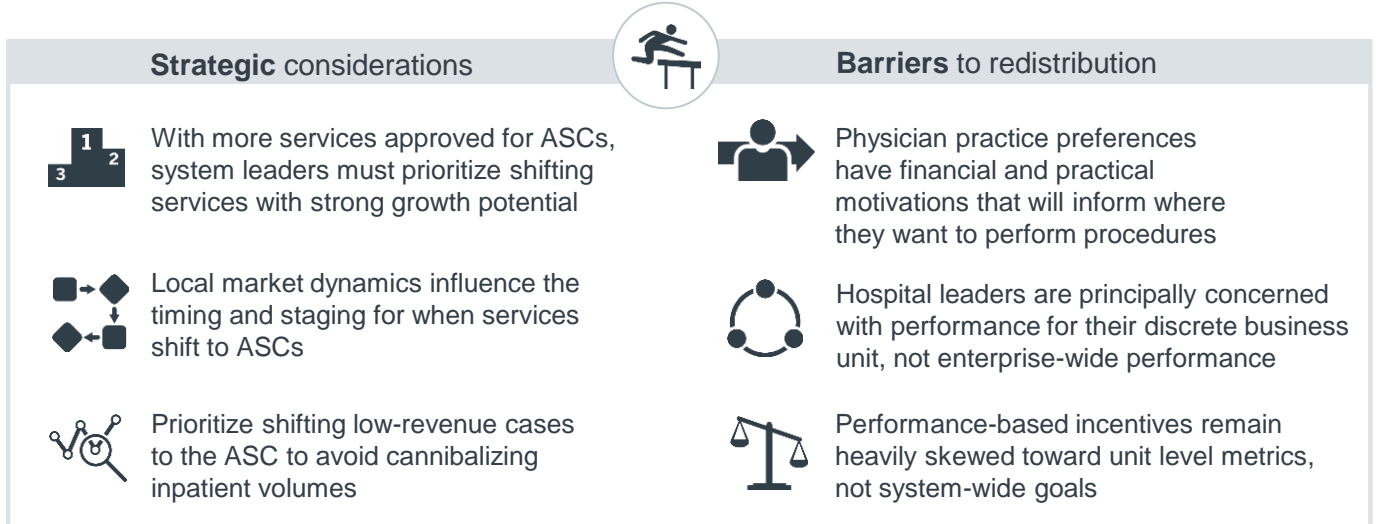 Strategic considerations
With more services approved for ASCs,
system leaders must prioritize shifting
services with strong growth potential
1
2
3
Local market dynamics influence the
timing and staging for when services
shift to ASCs
Prioritize shifting low-revenue cases
to the ASC to avoid cannibalizing
inpatient volumes
Barriers to redistribution
Physician practice preferences
have financial and practical
motivations that will inform where
they want to perform procedures
Hospital leaders are principally concerned
with performance for their discrete business
unit, not enterprise-wide performance
Performance-based incentives remain
heavily skewed toward unit level metrics,
not system-wide goals